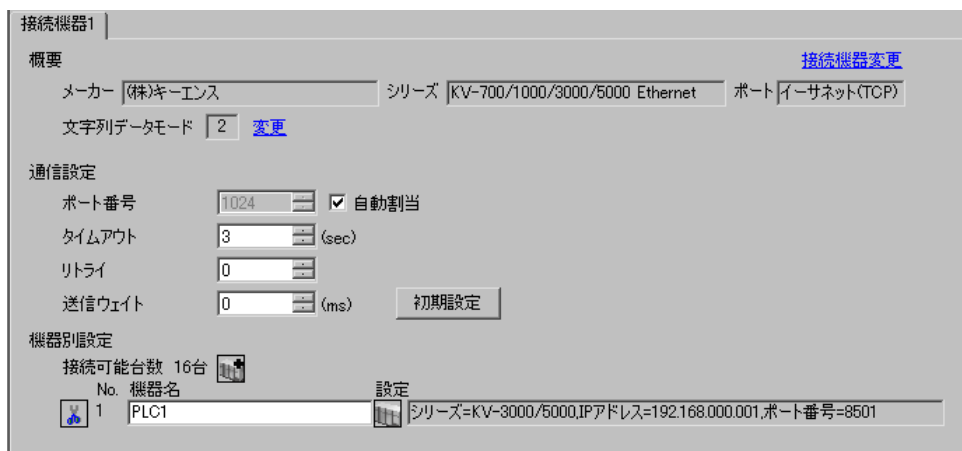 接続機器1
概要 接続機器変更
メーカー (株)キーエンス シリーズ KV-700/1000/3000/5000 Ethernet ポート イーサネット(TCP)
文字列データモード 2 変更
通信設定
ポート番号 1024 自動割当
タイムアウト 3 (sec)
リトライ 0
送信ウェイト 0 (ms) 初期設定
機器別設定
接続可能台数 16台
No. 機器名 設定
1 PLC1 シリーズ=KV-3000/5000,IPアドレス=192.168.000.001,ポート番号=8501